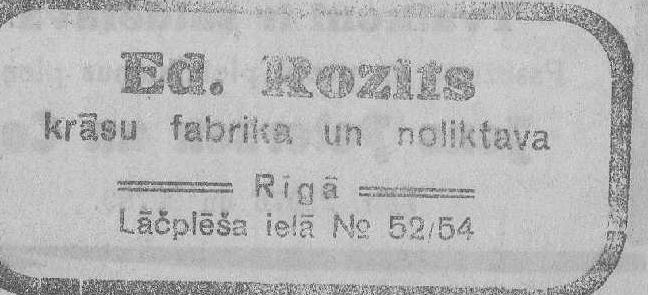 Ed. Rozits
krāsu fabrika un noliktava
Rīgā
Lāčplēša ielā № 52/54